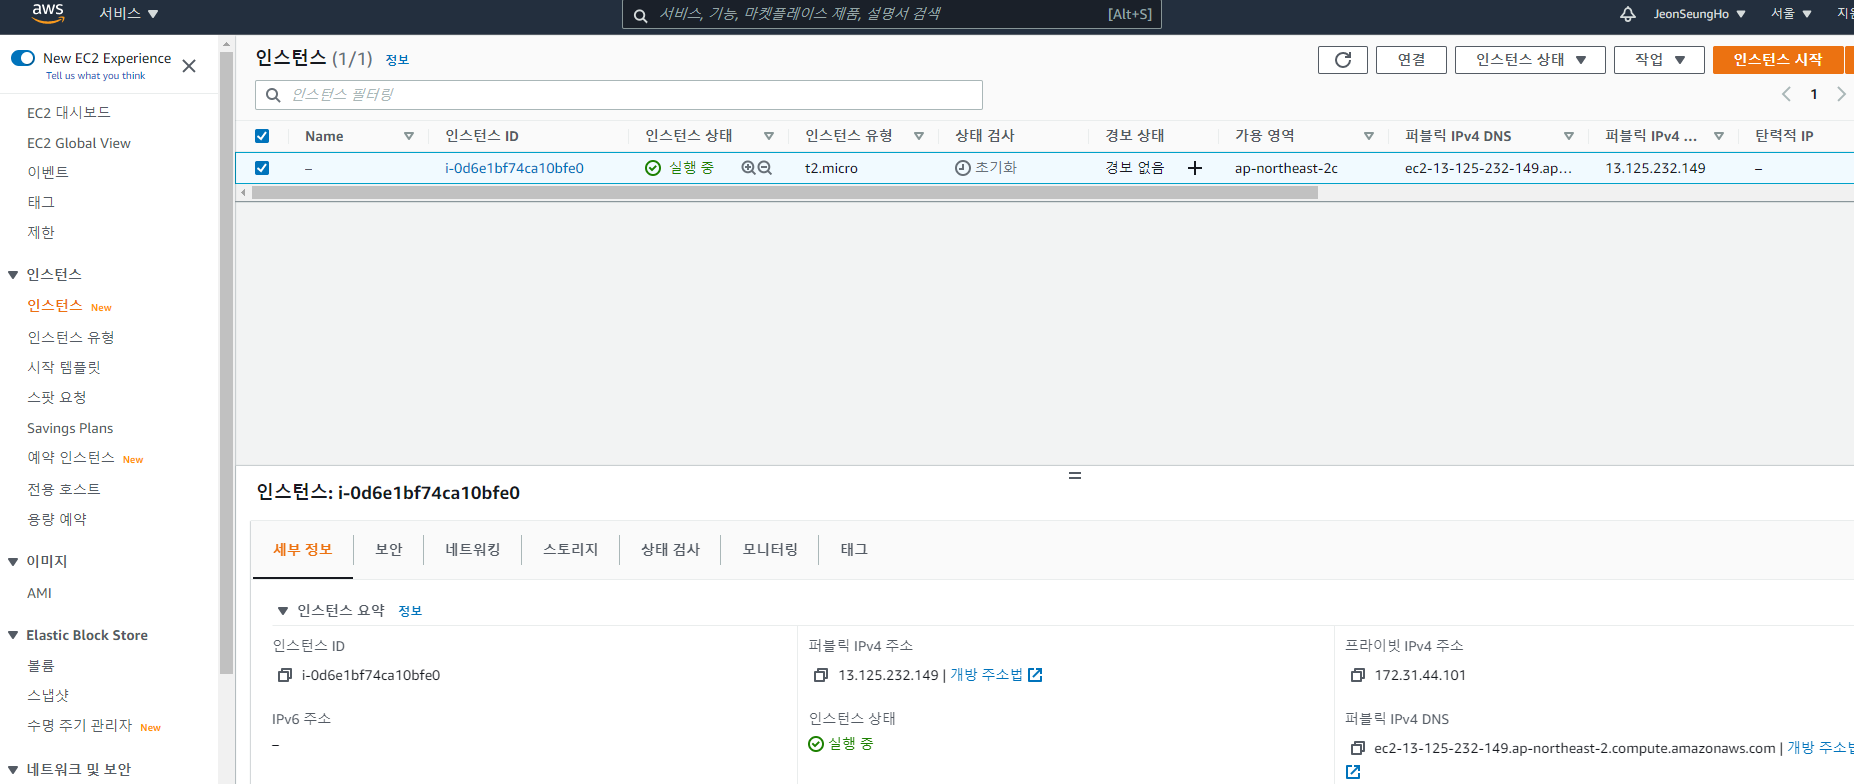 aws 서비스 서비스, 기능, 마켓플레이스 제품, 설명서 검색 [Alt+S] JeonSeungHo 서울
New EC2 Experience
Tell us what you think
EC2 대시보드
EC2 Global View
이벤트
태그
제한
인스턴스
인스턴스 New
인스턴스 유형
시작 템플릿
스팟 요청
Savings Plans
예약 인스턴스 New
전용 호스트
용량 예약
이미지
AMI
Elastic Block Store
볼륨
스냅샷
수명 주기 관리자 New
네트워크 및 보안
인스턴스 (1/1) 정보 연결 인스턴스 상태 작업 인스턴스 시작
인스턴스 필터링 1
Name 인스턴스 ID 인스턴스 상태 인스턴스 유형 상태 검사 경보 상태 가용 영역 퍼블릭 IPv4 DNS 퍼블릭 IPv4 ... 탄력적 IP
– i-0d6e1bf74ca10bfe0 실행 중 t2.micro 초기화 경보 없음 + ap-northeast-2c ec2-13-125-232-149.ap... 13.125.232.149 –
인스턴스: i-0d6e1bf74ca10bfe0
세부 정보 보안 네트워킹 스토리지 상태 검사 모니터링 태그
인스턴스 요약 정보
인스턴스 ID 퍼블릭 IPv4 주소 프라이빗 IPv4 주소
i-0d6e1bf74ca10bfe0 13.125.232.149 | 개방 주소법 172.31.44.101
IPv6 주소 인스턴스 상태 퍼블릭 IPv4 DNS
– 실행 중 ec2-13-125-232-149.ap-northeast-2.compute.amazonaws.com | 개방 주소법